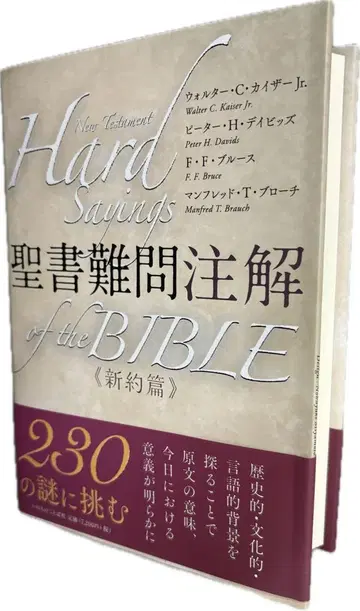 New Testament
Hard
Sayings
of the BIBLE
ウォルター・C・カイザーJr.
Walter C. Kaiser Jr.
ピーター・H・デイビッズ
Peter H. Davids
F・F・ブルース
F. F. Bruce
マンフレッド・T・ブローチ
Manfred T. Brauch
聖書難問注解
《新約篇》
230
の謎に挑む
歴史的・文化的・
言語的背景を
探ることで
原文の意味、
今日における
意義が明らかに